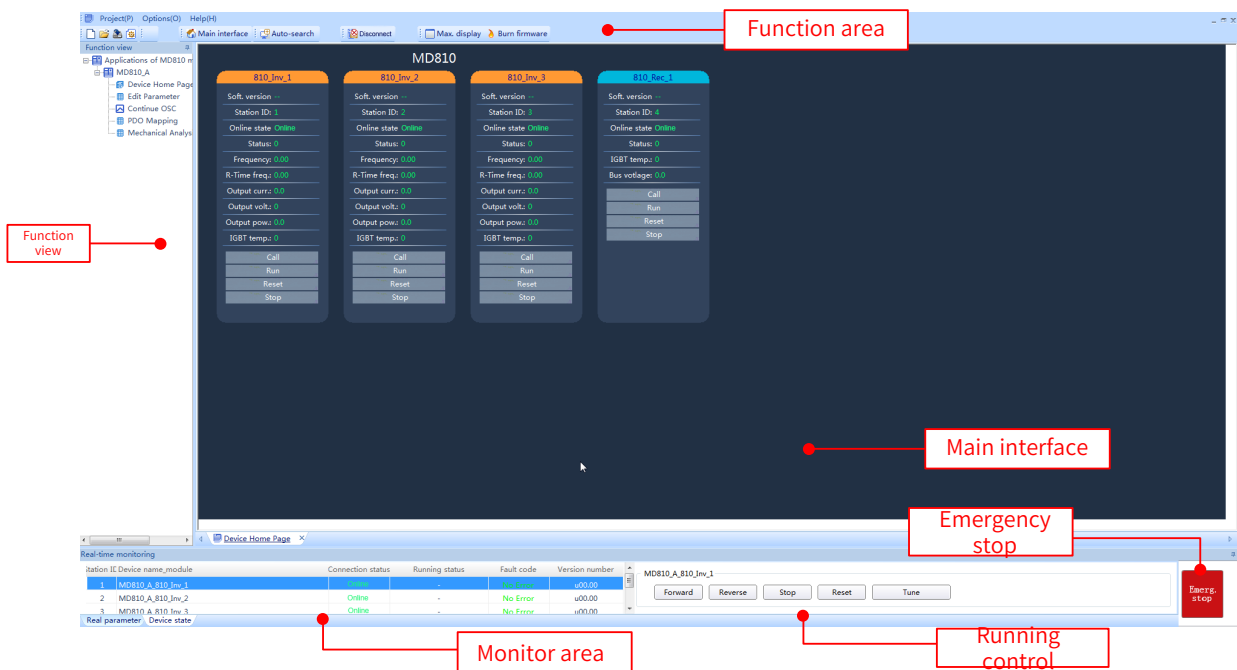 Project(P) Options(O) Help(H)
Main interface Auto-search Disconnect Max. display Burn firmware
Function area
Function view
Applications of MD810 m
MD810_A
Device Home Page
Edit Parameter
Continue OSC
PDO Mapping
Mechanical Analys
Function
view
MD810
810_Inv_1
Soft. version --
Station ID: 1
Online state Online
Status: 0
Frequency: 0.00
R-Time freq.: 0.00
Output curr.: 0.0
Output volt.: 0
Output pow.: 0.0
IGBT temp.: 0
Call
Run
Reset
Stop
810_Inv_2
Soft. version --
Station ID: 2
Online state Online
Status: 0
Frequency: 0.00
R-Time freq.: 0.00
Output curr.: 0.0
Output volt.: 0
Output pow.: 0.0
IGBT temp.: 0
Call
Run
Reset
Stop
810_Inv_3
Soft. version --
Station ID: 3
Online state Online
Status: 0
Frequency: 0.00
R-Time freq.: 0.00
Output curr.: 0.0
Output volt.: 0
Output pow.: 0.0
IGBT temp.: 0
Call
Run
Reset
Stop
810_Rec_1
Soft. version --
Station ID: 4
Online state Online
Status: 0
IGBT temp.: 0
Bus votlage: 0.0
Call
Run
Reset
Stop
Main interface
Emergency
stop
Device Home Page
Real-time monitoring
Station ID Device name_module Connection status Running status Fault code Version number
1 MD810_A_810_Inv_1 Online - No Error u00.00
2 MD810_A_810_Inv_2 Online - No Error u00.00
3 MD810_A_810_Inv_3 Online - No Error u00.00
Real parameter Device state
MD810_A_810_Inv_1
Forward Reverse Stop Reset Tune
Emerg.
stop
Monitor area
Running
control